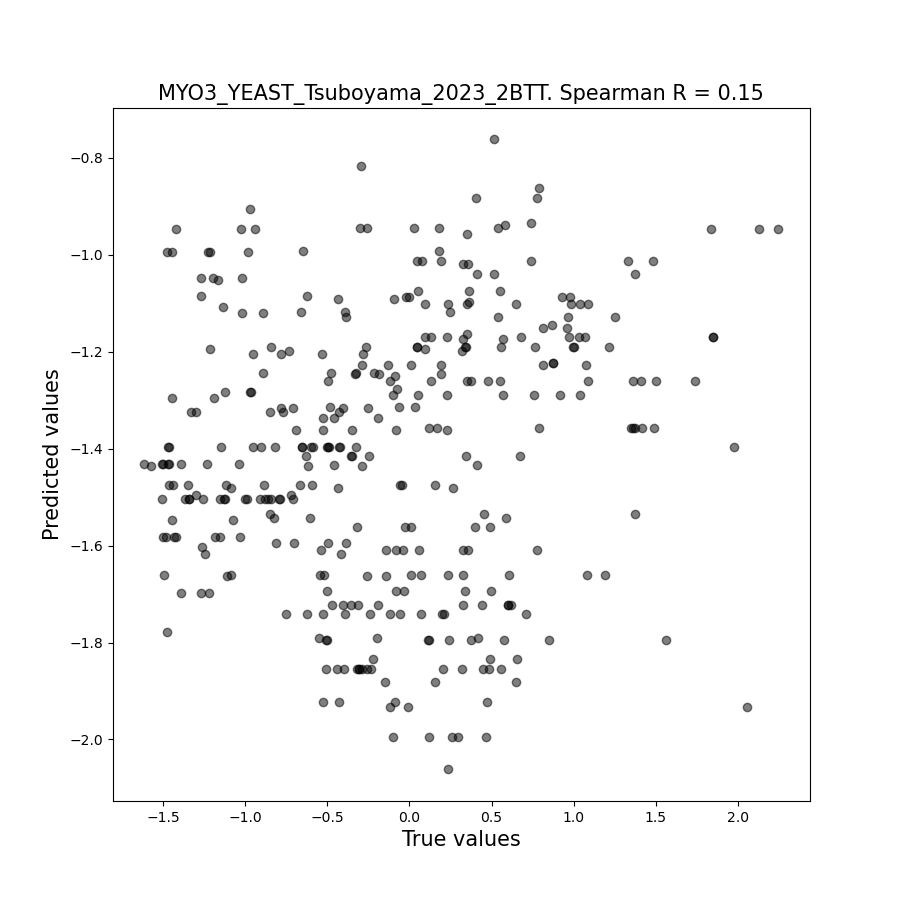 MYO3_YEAST_Tsuboyama_2023_2BTT. Spearman R = 0.15
−0.8
−1.0
−1.2
−1.4
−1.6
−1.8
−2.0
Predicted values
−1.5 −1.0 −0.5 0.0 0.5 1.0 1.5 2.0
True values